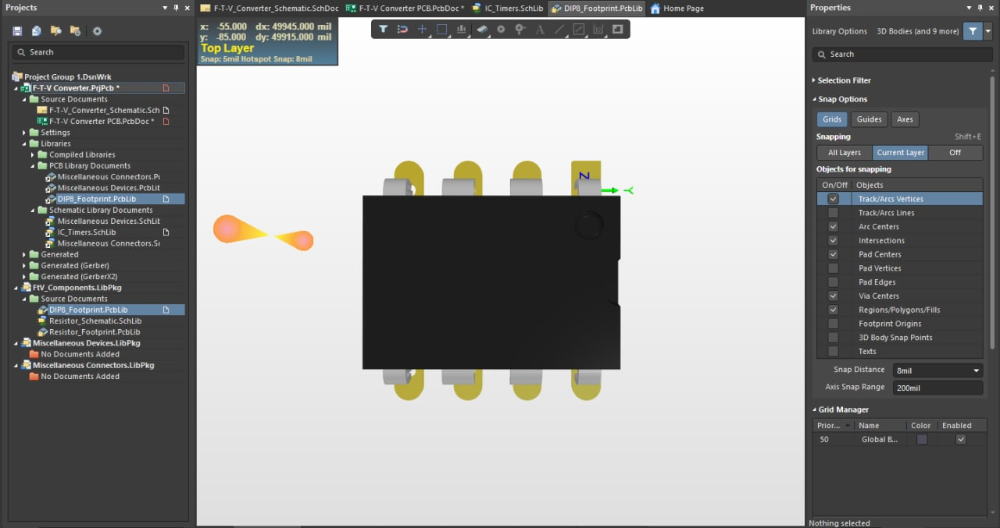 Projects
F-T-V_Converter_Schematic.SchDoc
F-T-V Converter PCB.PcbDoc *
IC_Timers.SchLib
DIP8_Footprint.PcbLib
Home Page
Properties
x: -55.000 dx: 49945.000 mil
y: -85.000 dy: 49915.000 mil
Top Layer
Snap: 5mil Hotspot Snap: 8mil
Search
Project Group 1.DsnWrk
F-T-V Converter.PrjPcb *
Source Documents
F-T-V_Converter_Schematic.Sch
F-T-V Converter PCB.PcbDoc *
Settings
Libraries
Compiled Libraries
PCB Library Documents
Miscellaneous Connectors.Pc
Miscellaneous Devices.PcbLit
DIP8_Footprint.PcbLib
Schematic Library Documents
Miscellaneous Devices.SchLit
IC_Timers.SchLib
Miscellaneous Connectors.Sc
Generated
Generated (Gerber)
Generated (GerberX2)
FtV_Components.LibPkg
Source Documents
DIP8_Footprint.PcbLib
Resistor_Schematic.SchLib
Resistor_Footprint.PcbLib
Miscellaneous Devices.LibPkg
No Documents Added
Miscellaneous Connectors.LibPkg
No Documents Added
Z
Y
Library Options 3D Bodies (and 9 more)
Search
Selection Filter
Snap Options
Grids Guides Axes
Snapping Shift+E
All Layers Current Layer Off
Objects for snapping
On/Off Objects
Track/Arcs Vertices
Track/Arcs Lines
Arc Centers
Intersections
Pad Centers
Pad Vertices
Pad Edges
Via Centers
Regions/Polygons/Fills
Footprint Origins
3D Body Snap Points
Texts
Snap Distance 8mil
Axis Snap Range 200mil
Grid Manager
Prior... Name Color Enabled
50 Global B...
Nothing selected